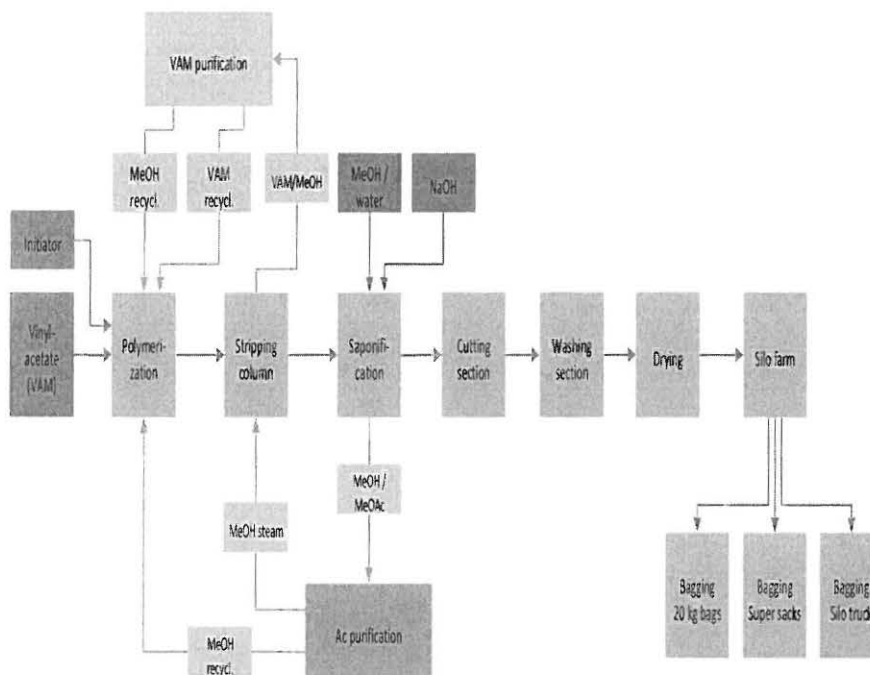 VAM purification
MeOH
recycl.
VAM
recycl.
VAM/MeOH
MeOH /
water
NaOH
Initiator
Vinyl-
acetate
(VAM)
Polymeri-
zation
Stripping
column
Saponifi-
cation
Cutting
section
Washing
section
Drying
Silo farm
MeOH steam
MeOH /
MeOAc
Ac purification
MeOH
recycl.
Bagging
20 kg bags
Bagging
Super sacks
Bagging
Silo truck